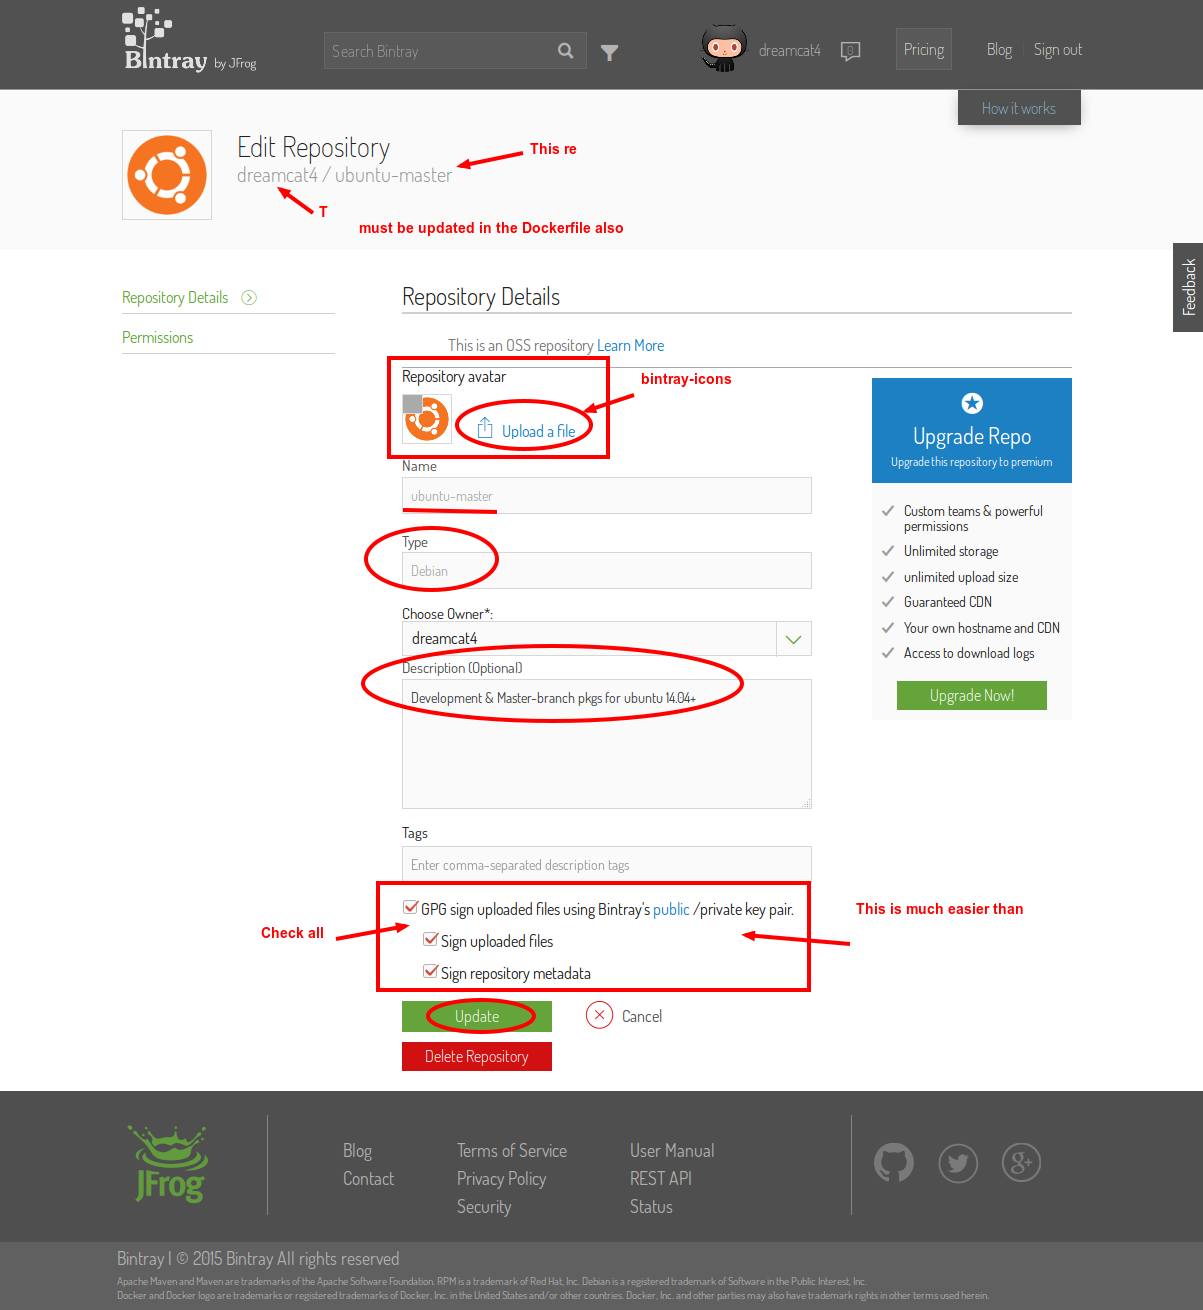 Bintray by JFrog
Search Bintray
dreamcat4
0
Pricing
Blog
Sign out
How it works
Edit Repository
This re
dreamcat4 / ubuntu-master
T
must be updated in the Dockerfile also
Feedback
Repository Details
Permissions
Repository Details
This is an OSS repository Learn More
Repository avatar
bintray-icons
Upload a file
Name
ubuntu-master
Type
Debian
Choose Owner*:
dreamcat4
Description (Optional)
Development & Master-branch pkgs for ubuntu 14.04+
Tags
Enter comma-separated description tags
Upgrade Repo
Upgrade this repository to premium
Custom teams & powerful
permissions
Unlimited storage
unlimited upload size
Guaranteed CDN
Your own hostname and CDN
Access to download logs
Upgrade Now!
GPG sign uploaded files using Bintray's public /private key pair.
This is much easier than
Check all
Sign uploaded files
Sign repository metadata
Update
Cancel
Delete Repository
JFrog
Blog
Contact
Terms of Service
Privacy Policy
Security
User Manual
REST API
Status
g+
Bintray | © 2015 Bintray All rights reserved
Apache Maven and Maven are trademarks of the Apache Software Foundation. RPM is a trademark of Red Hat, Inc. Debian is a registered trademark of Software in the Public Interest, Inc.
Docker and Docker logo are trademarks or registered trademarks of Docker, Inc. in the United States and/or other countries. Docker, Inc. and other parties may also have trademark rights in other terms used herein.